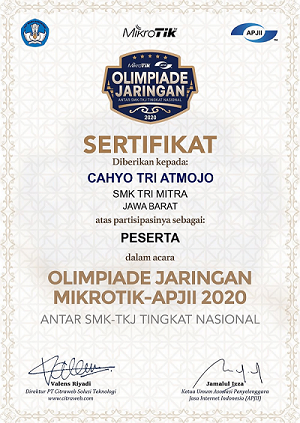 MikroTik
APJII
MikroTik APJII
OLIMPIADE
JARINGAN
ANTAR SMK-TKJ TINGKAT NASIONAL
2020
SERTIFIKAT
Diberikan kepada:
CAHYO TRI ATMOJO
SMK TRI MITRA
JAWA BARAT
atas partisipasinya sebagai:
PESERTA
dalam acara
OLIMPIADE JARINGAN
MIKROTIK-APJII 2020
ANTAR SMK-TKJ TINGKAT NASIONAL
Valens Riyadi
Direktur PT Citraweb Solusi Teknologi
www.citraweb.com
Jamalul Izza
Ketua Umum Asosiasi Penyelenggara
Jasa Internet Indonesia (APJII)